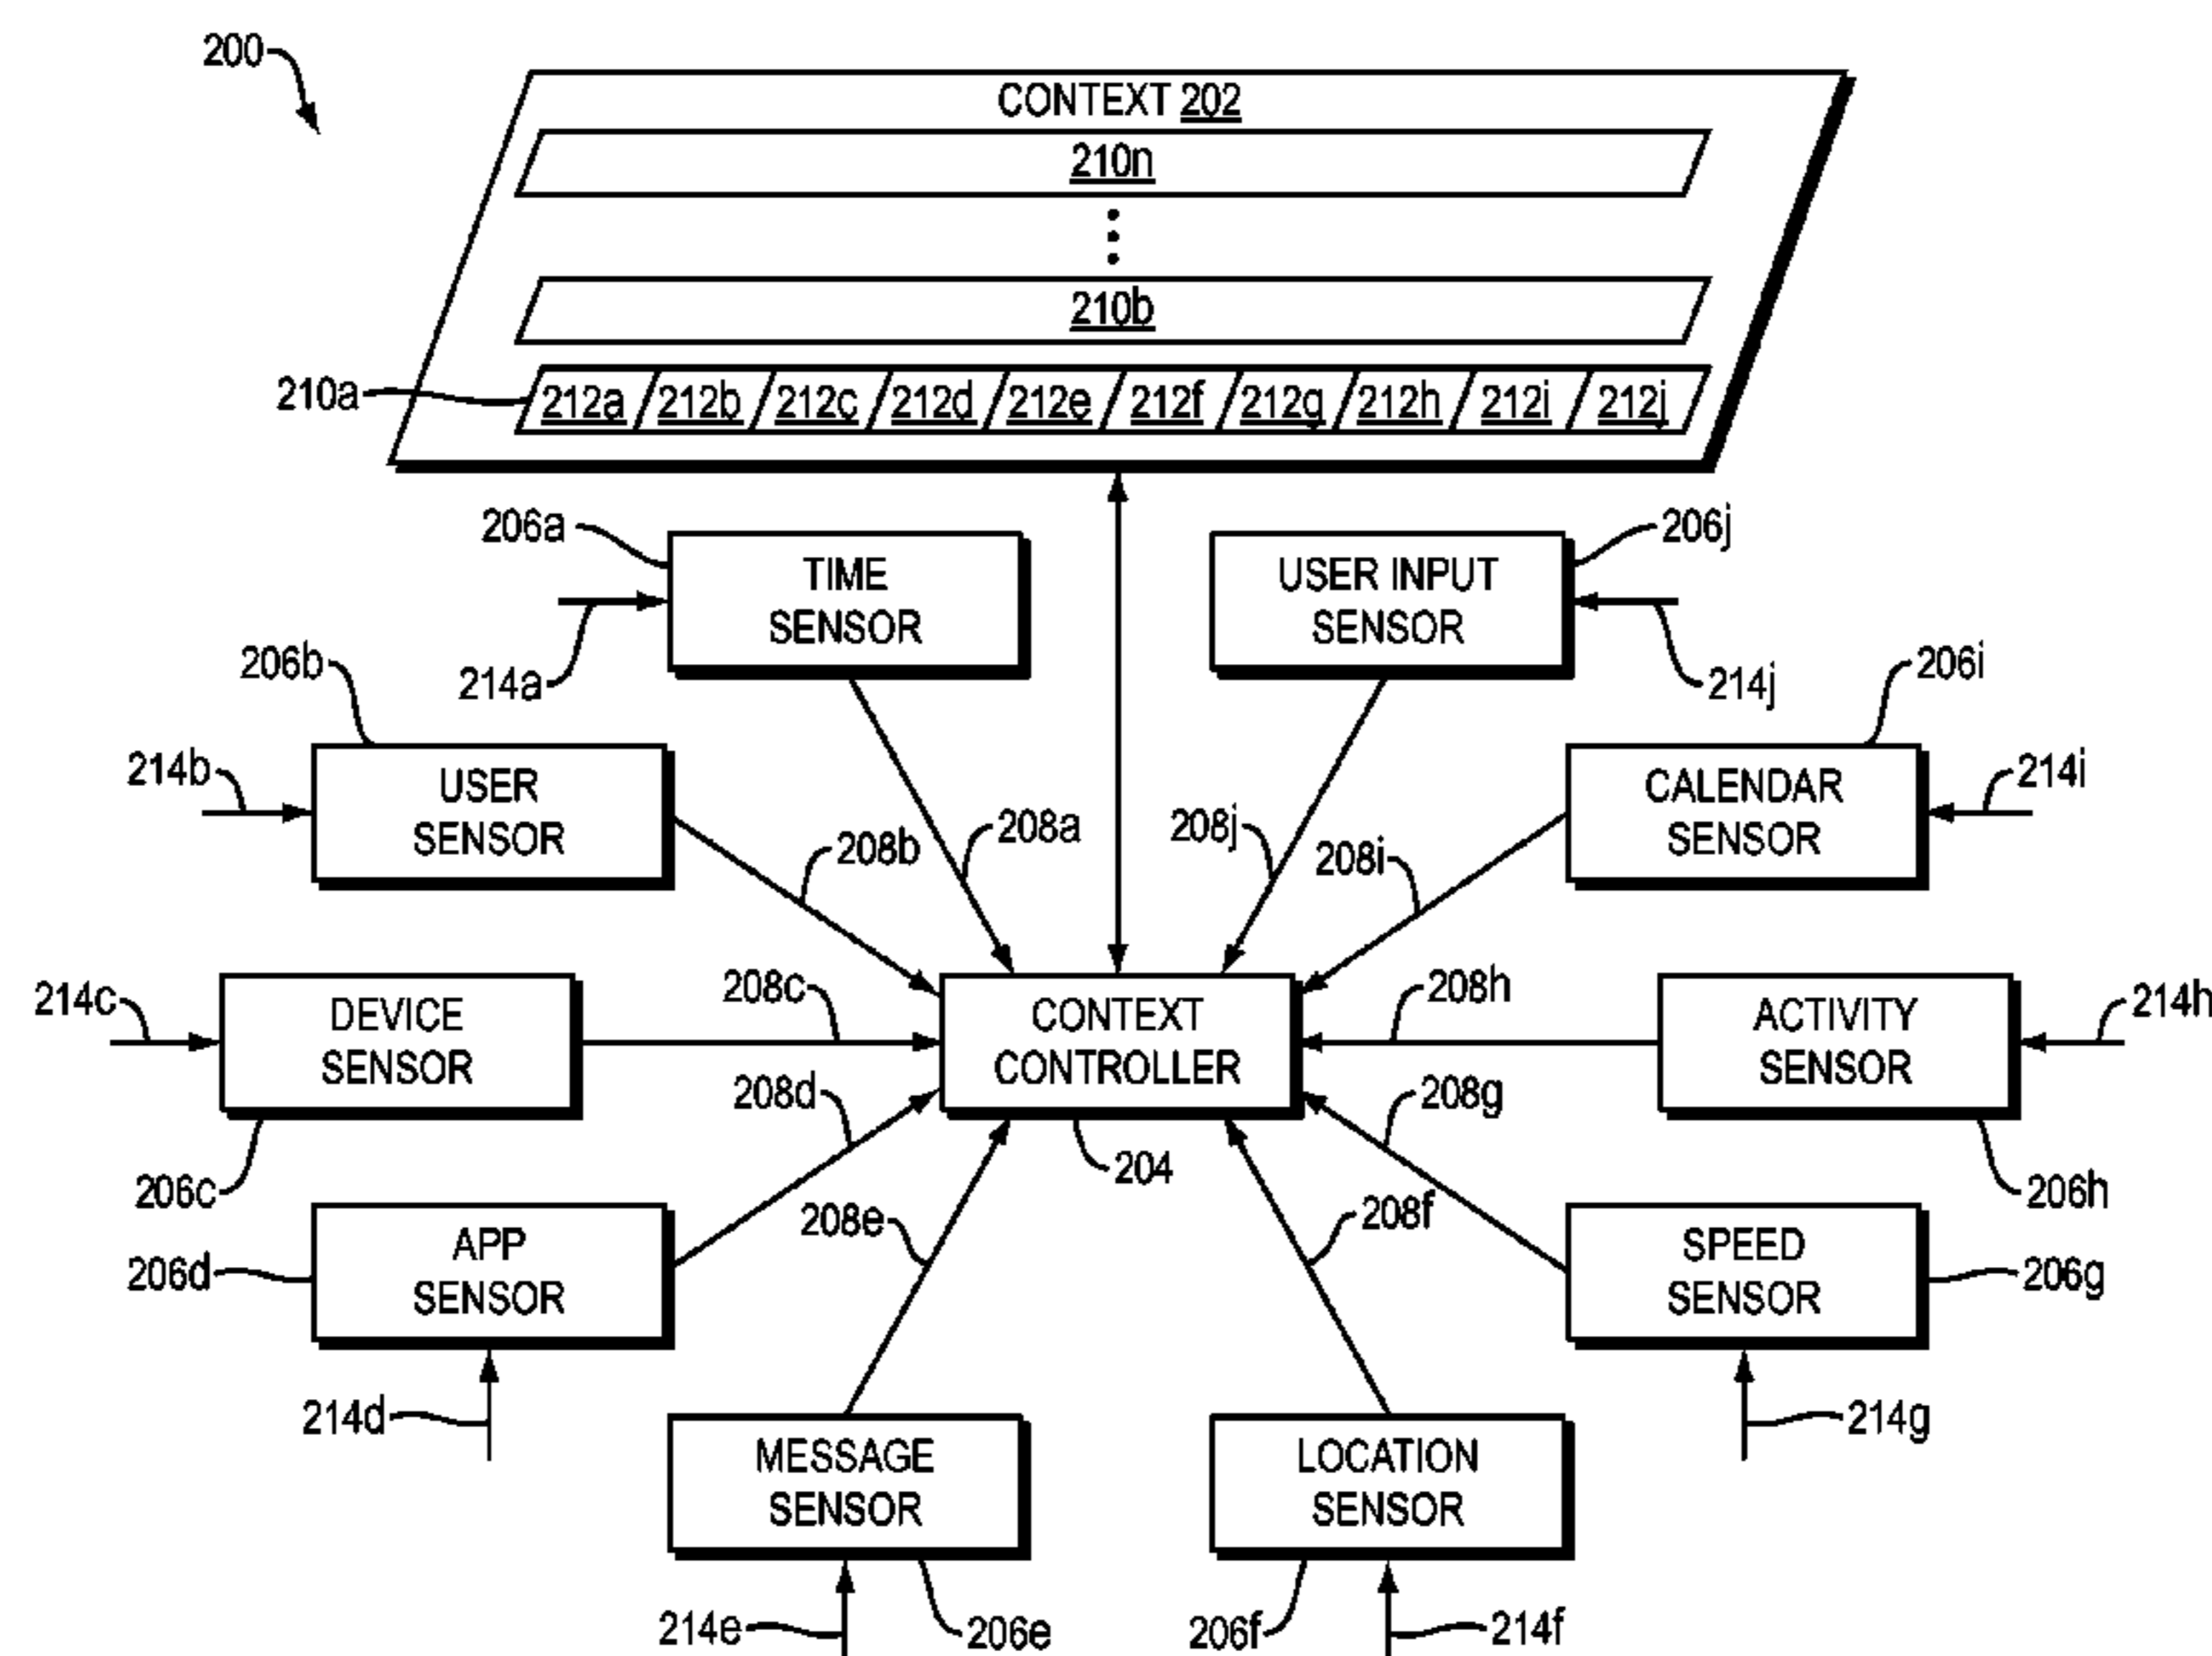 200
CONTEXT 202
210n
210b
210a
212a 212b 212c 212d 212e 212f 212g 212h 212i 212j
206a
TIME
SENSOR
214a
USER INPUT
SENSOR
206j
214j
206b
214b
USER
SENSOR
208b
208a
208j
208i
206i
CALENDAR
SENSOR
214i
214c
DEVICE
SENSOR
206c
208c
CONTEXT
CONTROLLER
204
208h
ACTIVITY
SENSOR
214h
206h
208d
APP
SENSOR
206d
214d
208e
208f
208g
SPEED
SENSOR
206g
214g
MESSAGE
SENSOR
214e
206e
LOCATION
SENSOR
206f
214f